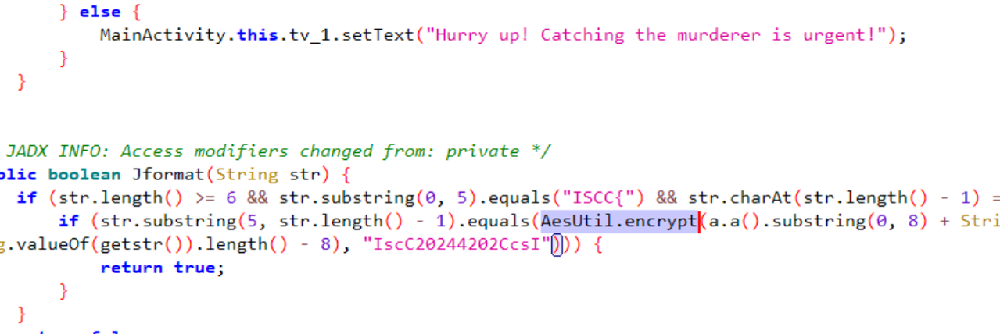 } else {
MainActivity.this.tv_1.setText("Hurry up! Catching the murderer is urgent!");
}
}
JADX INFO: Access modifiers changed from: private */
blic boolean Jformat(String str) {
if (str.length() >= 6 && str.substring(0, 5).equals("ISCC{") && str.charAt(str.length() - 1) =
if (str.substring(5, str.length() - 1).equals(AesUtil.encrypt(a.a().substring(0, 8) + Stri
g.valueOf(getstr()).length() - 8), "IscC20244202CcsI"))) {
return true;
}
}